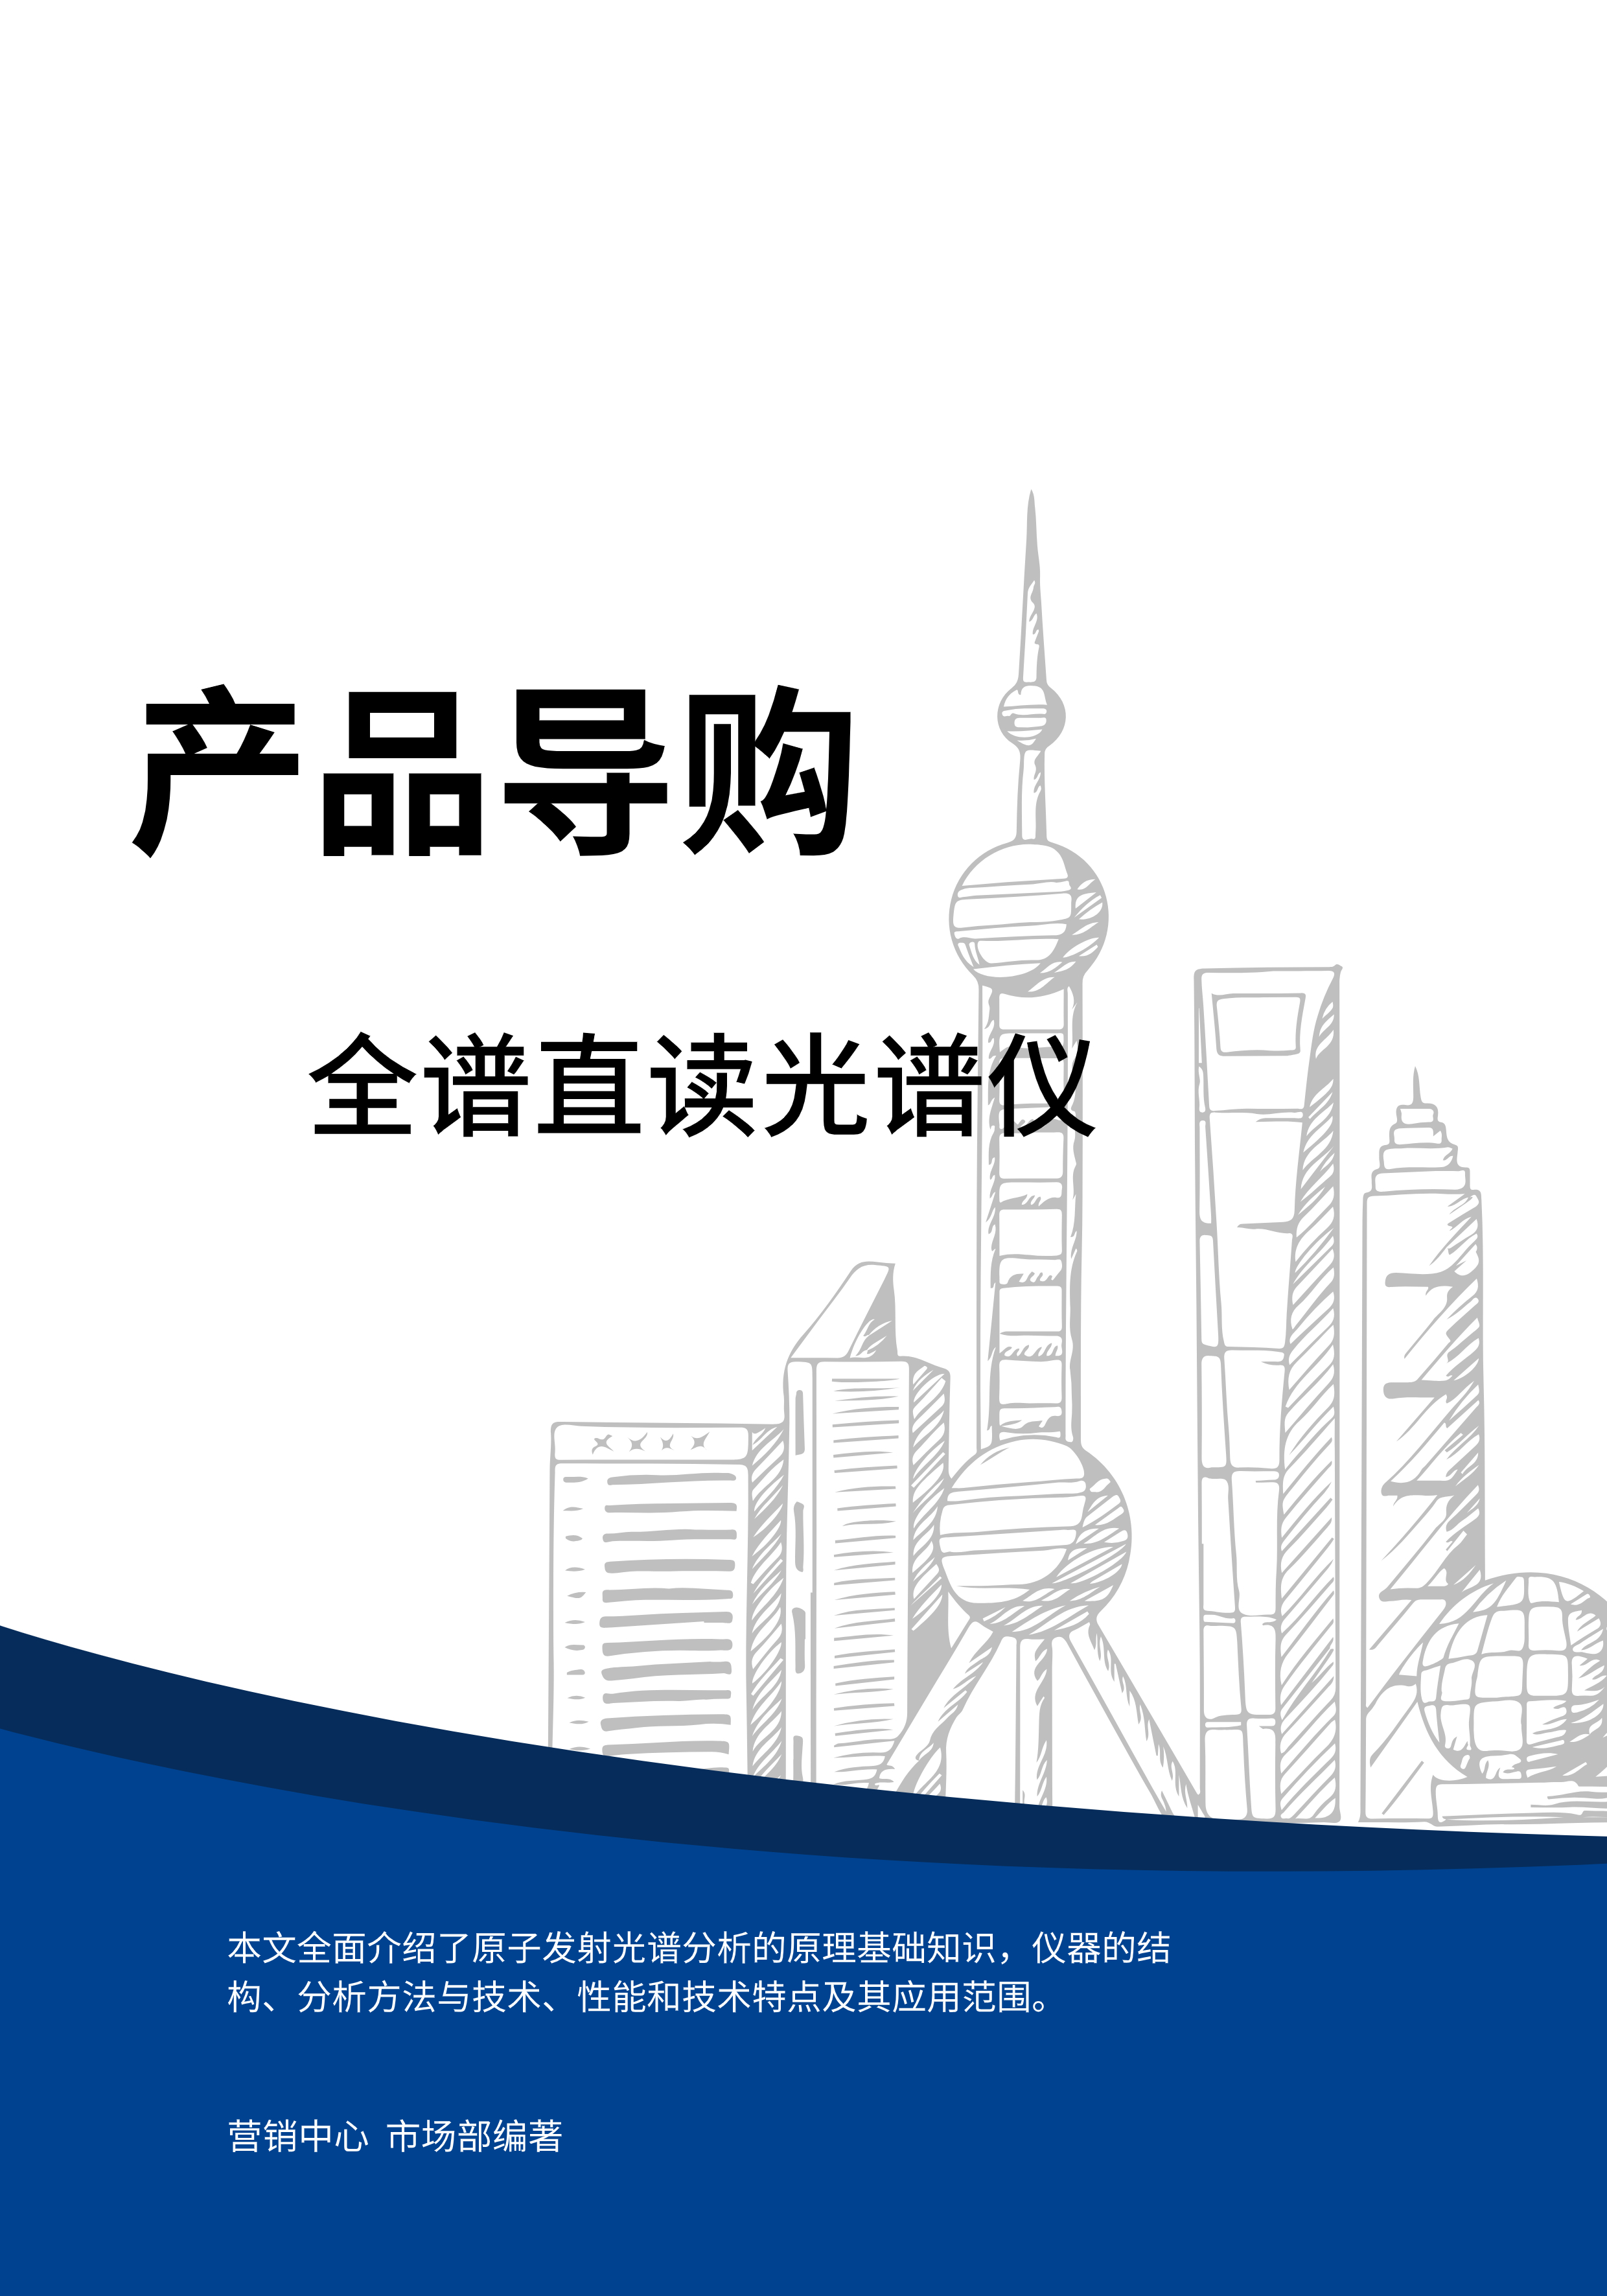 产品导购
全谱直读光谱仪
本文全面介绍了原子发射光谱分析的原理基础知识，仪器的结
构、分析方法与技术、性能和技术特点及其应用范围。
营销中心 市场部编著